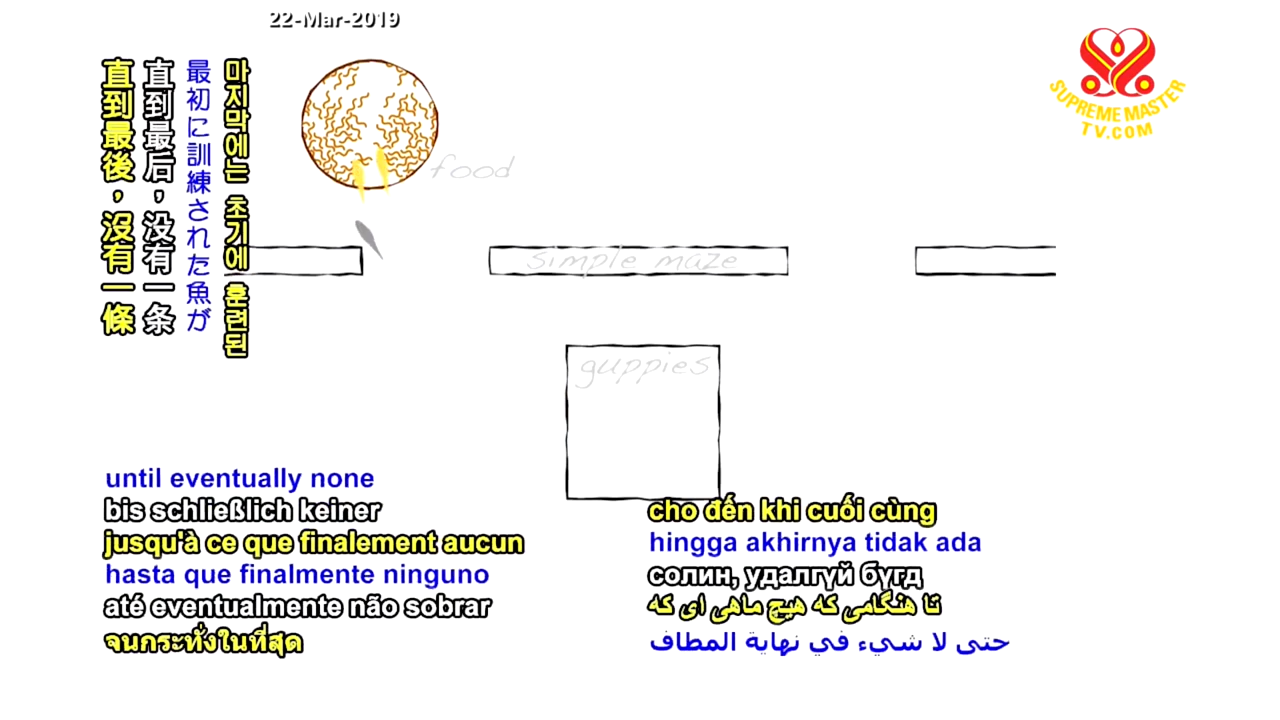 22-Mar-2019
SUPREME MASTER
TV.COM
直到最後，沒有一條
直到最后，没有一条
最初に訓練された魚が
마지막에는 초기에 훈련된
food
simple maze
guppies
until eventually none
bis schließlich keiner
jusqu'à ce que finalement aucun
hasta que finalmente ninguno
até eventualmente não sobrar
จนกระทั่งในที่สุด
cho đến khi cuối cùng
hingga akhirnya tidak ada
солин, удалгүй бүгд
تا هنگامی که هیچ ماهی ای که
حتى لا شيء في نهاية المطاف